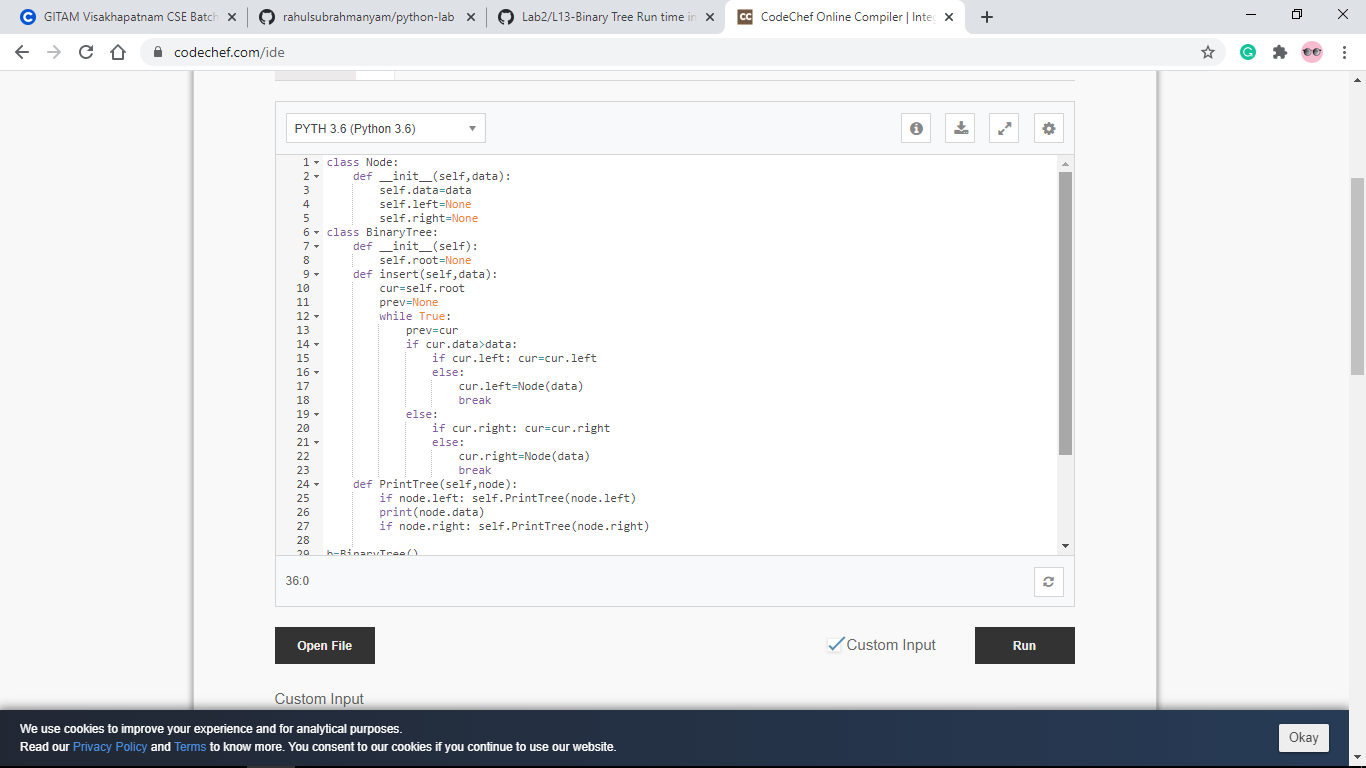 GITAM Visakhapatnam CSE Batch
rahulsubrahmanyam/python-lab
Lab2/L13-Binary Tree Run time in
CodeChef Online Compiler | Inte
codechef.com/ide
PYTH 3.6 (Python 3.6)
1 class Node:
2     def __init__(self,data):
3         self.data=data
4         self.left=None
5         self.right=None
6 class BinaryTree:
7     def __init__(self):
8         self.root=None
9     def insert(self,data):
10         cur=self.root
11         prev=None
12         while True:
13             prev=cur
14             if cur.data>data:
15                 if cur.left: cur=cur.left
16                 else:
17                     cur.left=Node(data)
18                     break
19             else:
20                 if cur.right: cur=cur.right
21                 else:
22                     cur.right=Node(data)
23                     break
24     def PrintTree(self,node):
25         if node.left: self.PrintTree(node.left)
26         print(node.data)
27         if node.right: self.PrintTree(node.right)
28
29 b=BinaryTree()
36:0
Open File
Custom Input
Run
Custom Input
We use cookies to improve your experience and for analytical purposes.
Read our Privacy Policy and Terms to know more. You consent to our cookies if you continue to use our website.
Okay